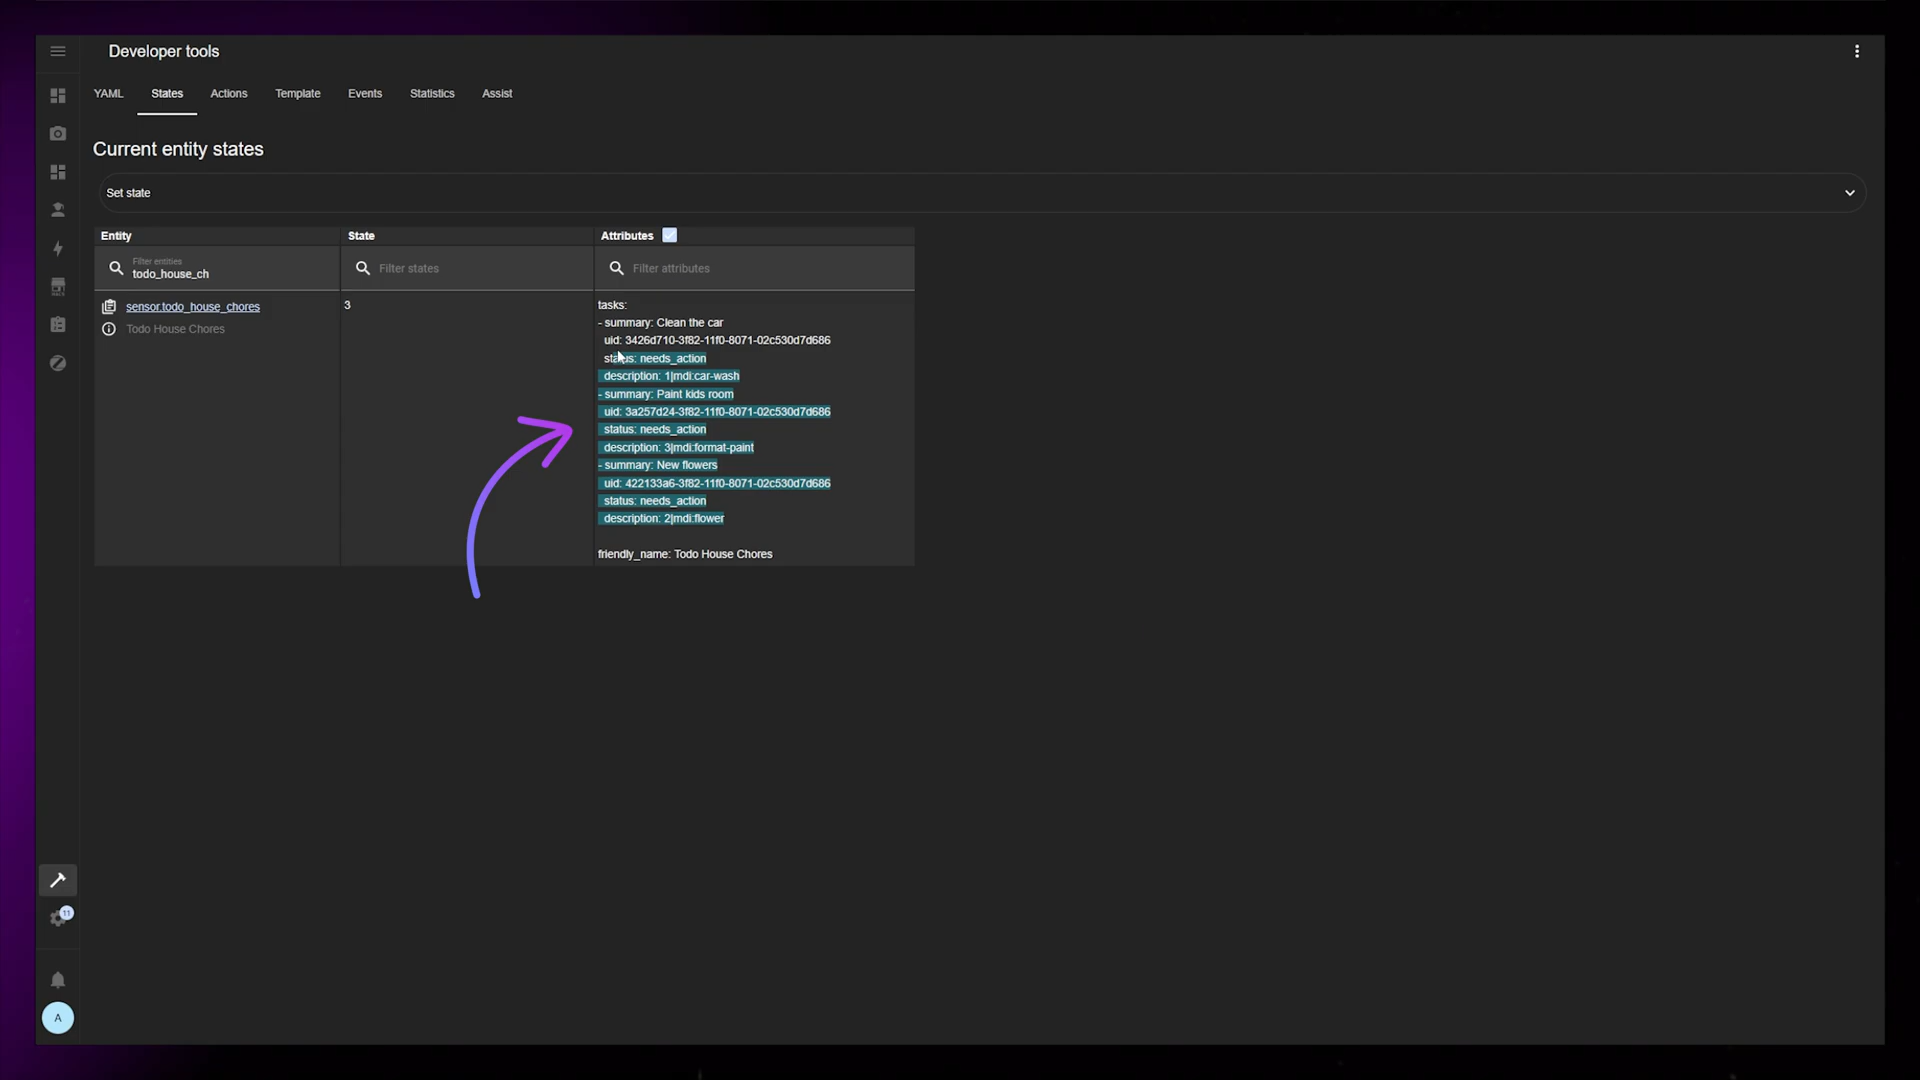 Developer tools
YAML States Actions Template Events Statistics Assist
Current entity states
Set state
Entity State Attributes
Filter entities
todo_house_ch Filter states Filter attributes
sensor.todo_house_chores 3
Todo House Chores
tasks:
- summary: Clean the car
uid: 3426d710-3f82-11f0-8071-02c530d7d686
status: needs_action
description: 1|mdi:car-wash
- summary: Paint kids room
uid: 3a257d24-3f82-11f0-8071-02c530d7d686
status: needs_action
description: 3|mdi:format-paint
- summary: New flowers
uid: 422133a6-3f82-11f0-8071-02c530d7d686
status: needs_action
description: 2|mdi:flower
friendly_name: Todo House Chores
11
A